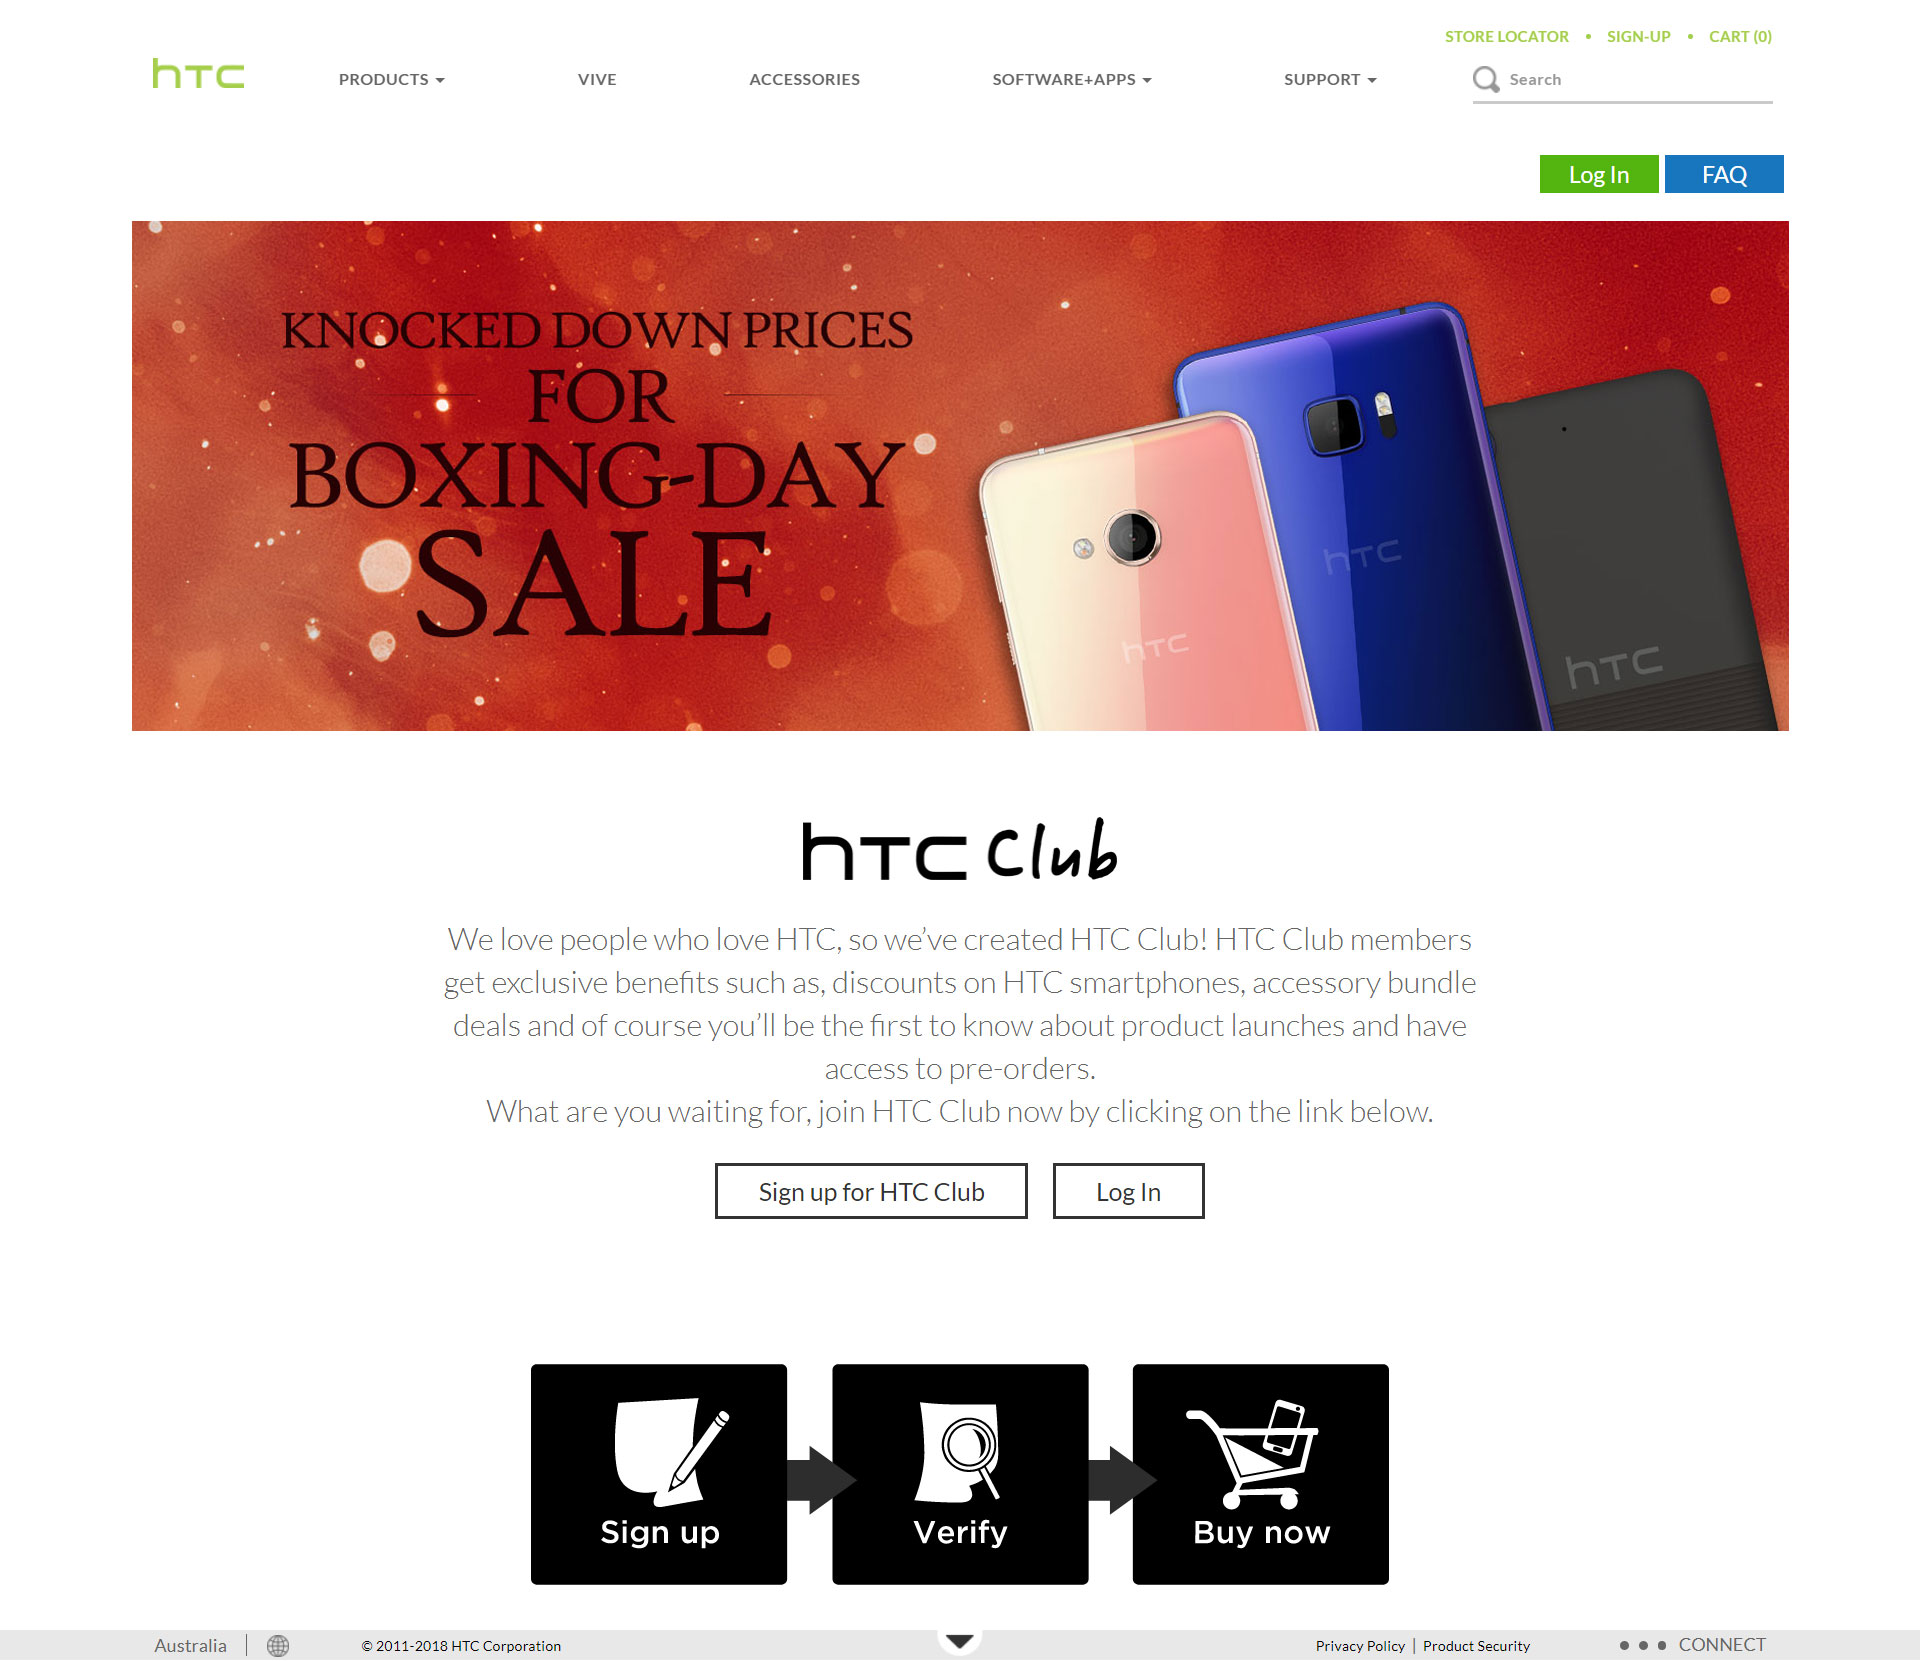 STORE LOCATOR • SIGN-UP • CART (0)
hTC
PRODUCTS
VIVE
ACCESSORIES
SOFTWARE+APPS
SUPPORT
Search
Log In
FAQ
KNOCKED DOWN PRICES
FOR
BOXING-DAY
SALE
hTC
hTC
hTC
hTC Club
We love people who love HTC, so we’ve created HTC Club! HTC Club members
get exclusive benefits such as, discounts on HTC smartphones, accessory bundle
deals and of course you’ll be the first to know about product launches and have
access to pre-orders.
What are you waiting for, join HTC Club now by clicking on the link below.
Sign up for HTC Club
Log In
Sign up
Verify
Buy now
Australia
© 2011-2018 HTC Corporation
Privacy Policy | Product Security
CONNECT